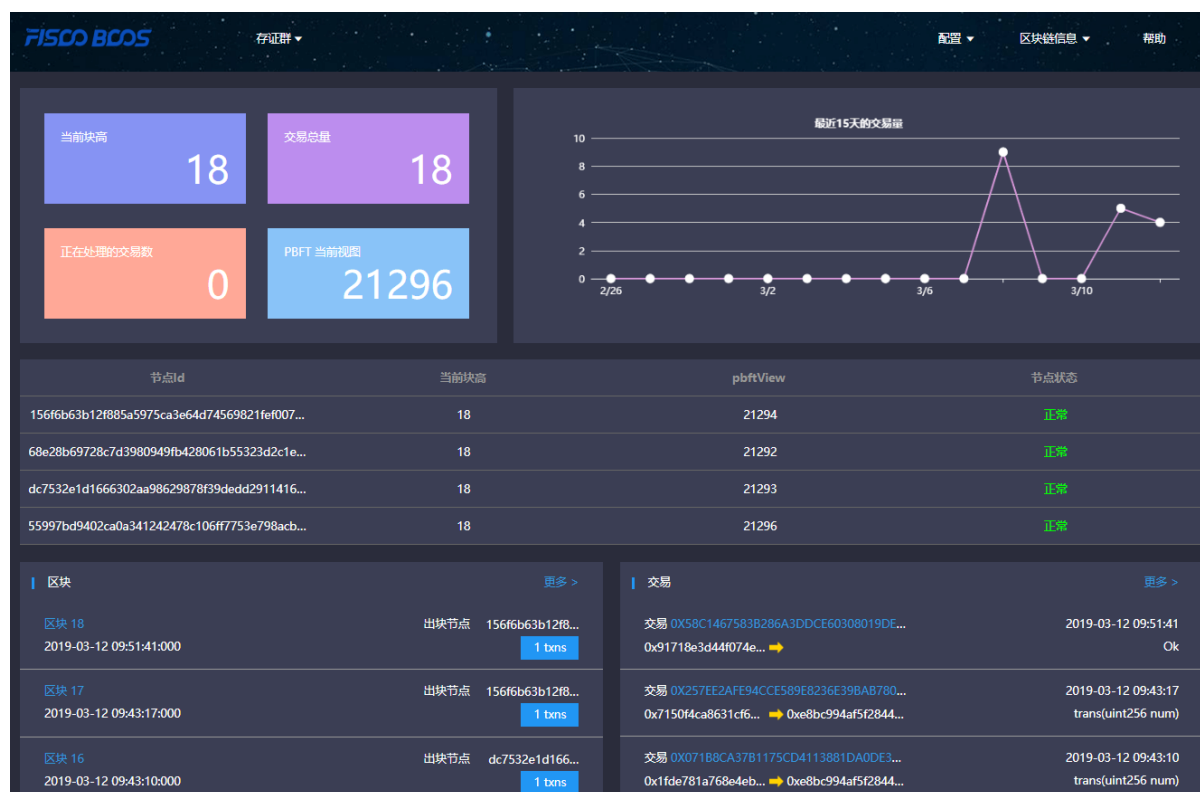 FISCO BCOS 存证群 配置 区块链信息 帮助
当前块高
18
交易总量
18
正在处理的交易数
0
PBFT 当前视图
21296
最近15天的交易量
10
8
6
4
2
0
2/26 3/2 3/6 3/10
节点Id 当前块高 pbftView 节点状态
156f6b63b12f885a5975ca3e64d74569821fef007... 18 21294 正常
68e28b69728c7d3980949fb428061b55323d2c1e... 18 21292 正常
dc7532e1d1666302aa98629878f39dedd2911416... 18 21293 正常
55997bd9402ca0a341242478c106ff7753e798acb... 18 21296 正常
区块 更多 >
区块 18 出块节点 156f6b63b12f8...
2019-03-12 09:51:41:000 1 txns
区块 17 出块节点 156f6b63b12f8...
2019-03-12 09:43:17:000 1 txns
区块 16 出块节点 dc7532e1d166...
2019-03-12 09:43:10:000 1 txns
交易 更多 >
交易 0X58C1467583B286A3DDCE60308019DE... 2019-03-12 09:51:41
0x91718e3d44f074e... Ok
交易 0X257EE2AFE94CCE589E8236E39BAB780... 2019-03-12 09:43:17
0x7150f4ca8631cf6... 0xe8bc994af5f2844... trans(uint256 num)
交易 0X071B8CA37B1175CD4113881DA0DE3... 2019-03-12 09:43:10
0x1fde781a768e4eb... 0xe8bc994af5f2844... trans(uint256 num)